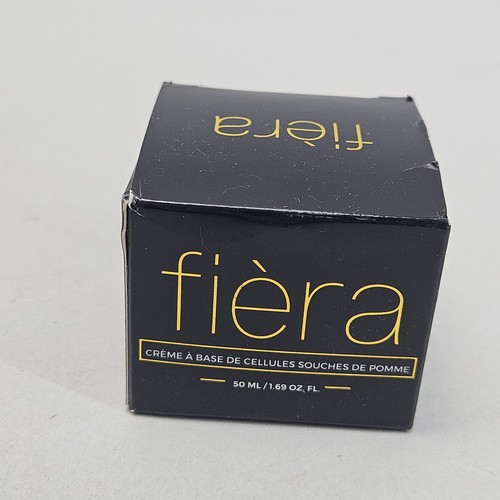 fièra
fièra
CRÈME À BASE DE CELLULES SOUCHES DE POMME
50 ML / 1.69 OZ. FL.